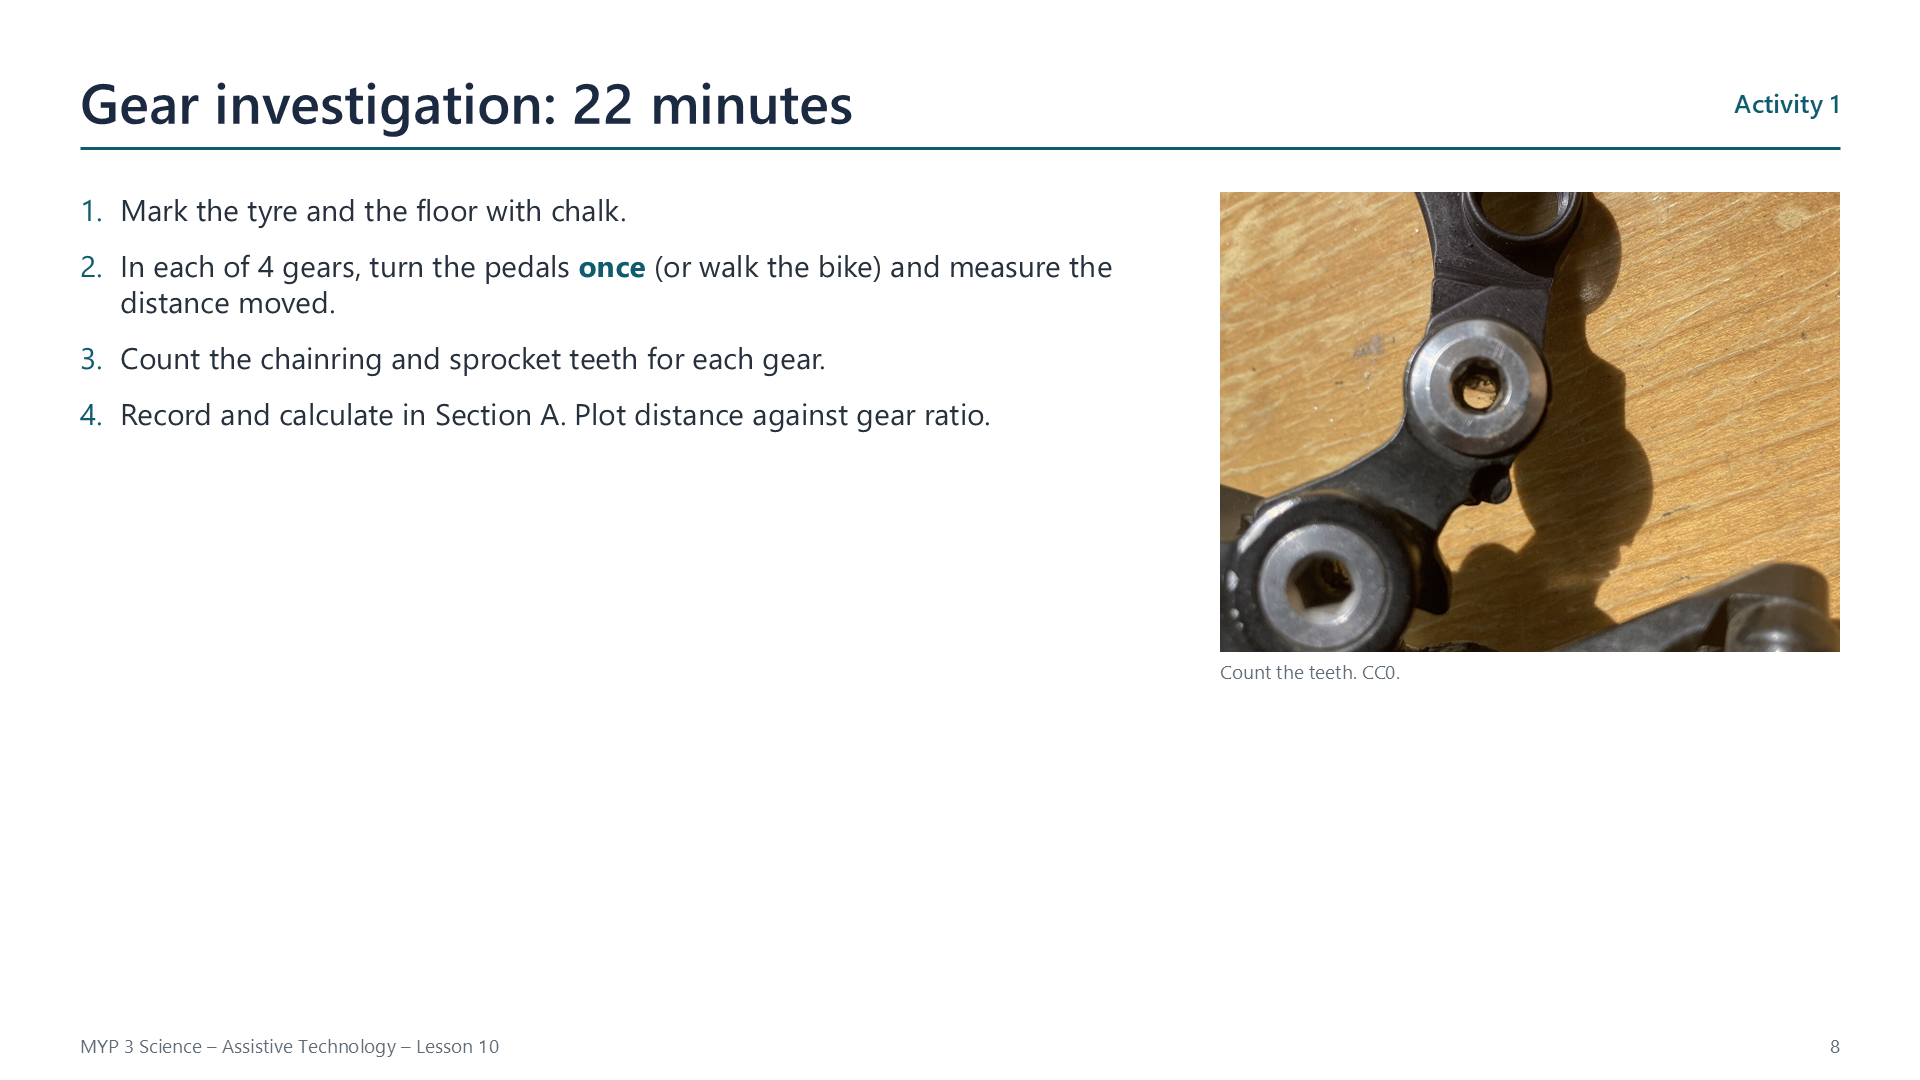 Gear investigation: 22 minutes
Activity 1
1. Mark the tyre and the floor with chalk.
2. In each of 4 gears, turn the pedals once (or walk the bike) and measure the
distance moved.
3. Count the chainring and sprocket teeth for each gear.
4. Record and calculate in Section A. Plot distance against gear ratio.
Count the teeth. CC0.
MYP 3 Science – Assistive Technology – Lesson 10
8